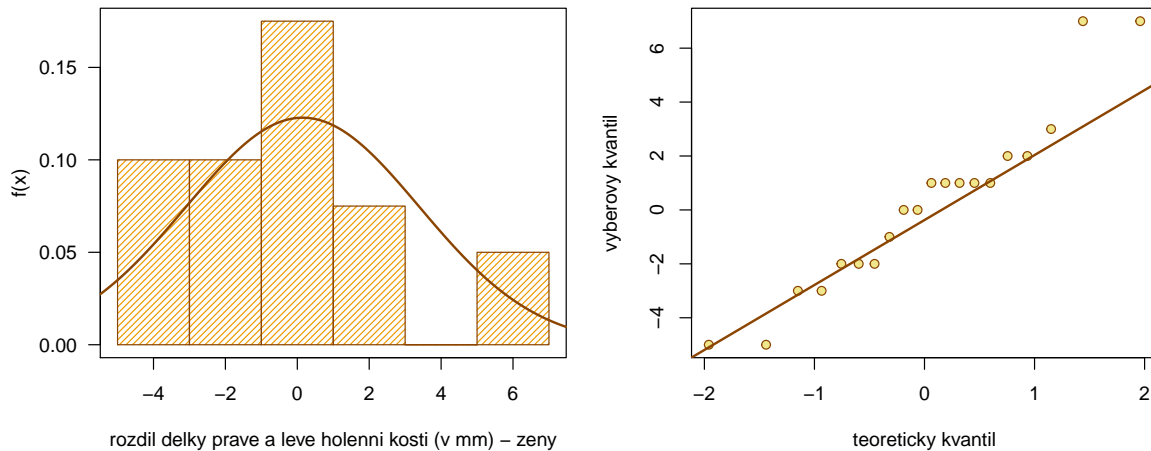 f(x)
0.15
0.10
0.05
0.00
−4 −2 0 2 4 6
rozdil delky prave a leve holenni kosti (v mm) − zeny
vyberovy kvantil
6
4
2
0
−2
−4
−2 −1 0 1 2
teoreticky kvantil